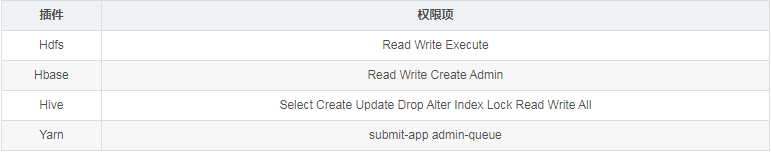 插件 权限项
Hdfs Read Write Execute
Hbase Read Write Create Admin
Hive Select Create Update Drop Alter Index Lock Read Write All
Yarn submit-app admin-queue